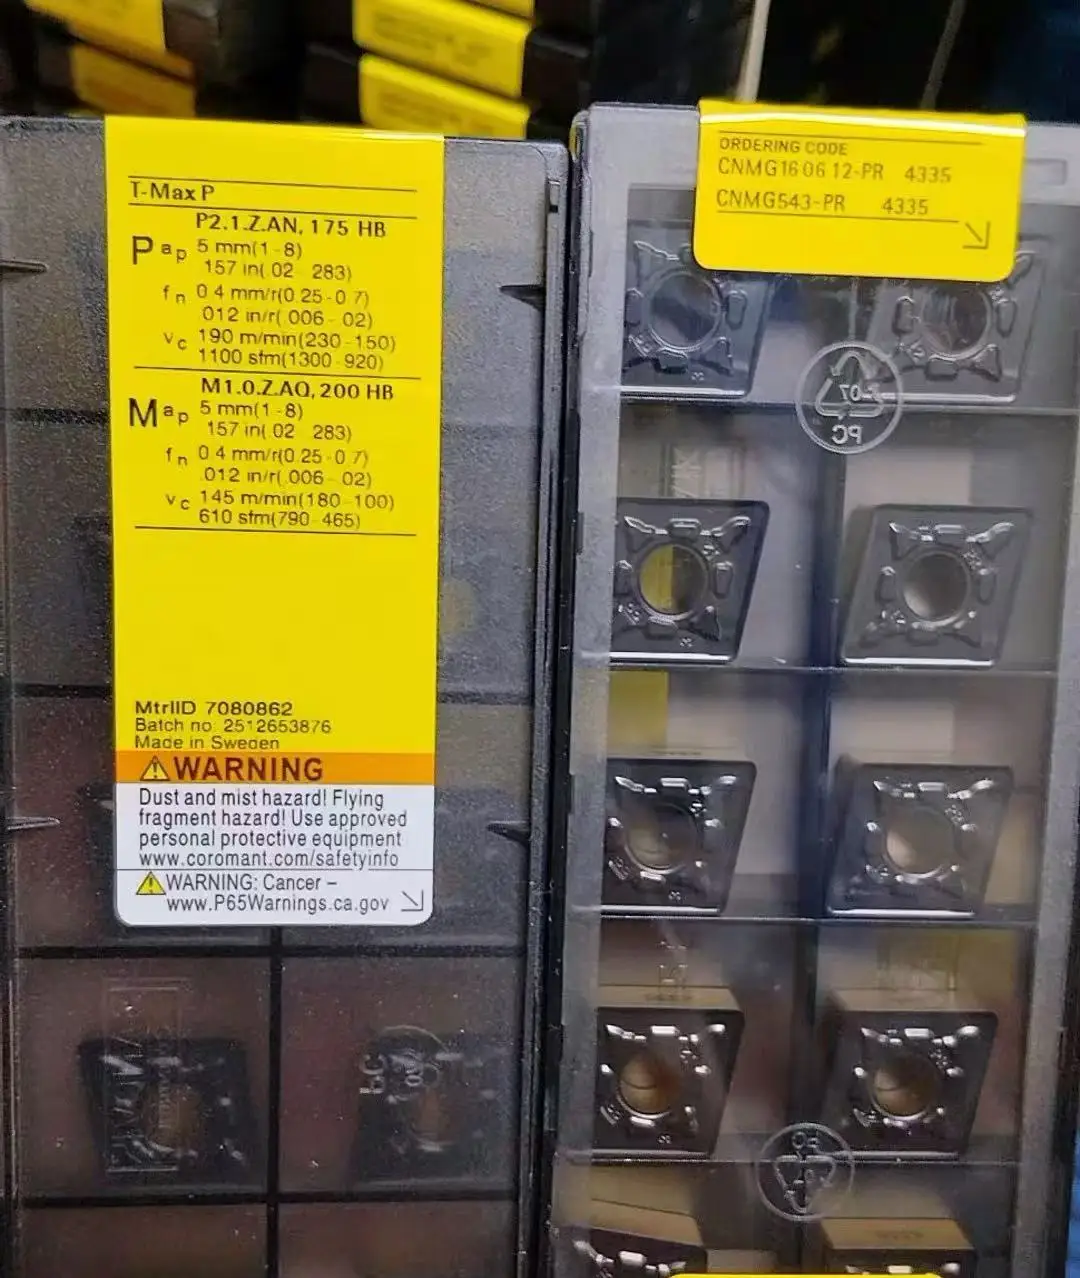 T-Max P
P2.1.Z.AN, 175 HB
P ap 5 mm(1-8)
157 in(.02 283)
fn 0.4 mm/r(0.25-0.7)
.012 in/r(.006-02)
vc 190 m/min(230-150)
1100 sfm(1300-920)
M1.0.Z.AQ, 200 HB
M ap 5 mm(1-8)
157 in(.02 283)
fn 0.4 mm/r(0.25-0.7)
.012 in/r(.006-02)
vc 145 m/min(180-100)
610 sfm(790-465)
MtrlID 7080862
Batch no: 2512653876
Made in Sweden
WARNING
Dust and mist hazard! Flying
fragment hazard! Use approved
personal protective equipment
www.coromant.com/safetyinfo
WARNING: Cancer –
www.P65Warnings.ca.gov
ORDERING CODE
CNMG16 06 12-PR 4335
CNMG543-PR 4335
PC
PC